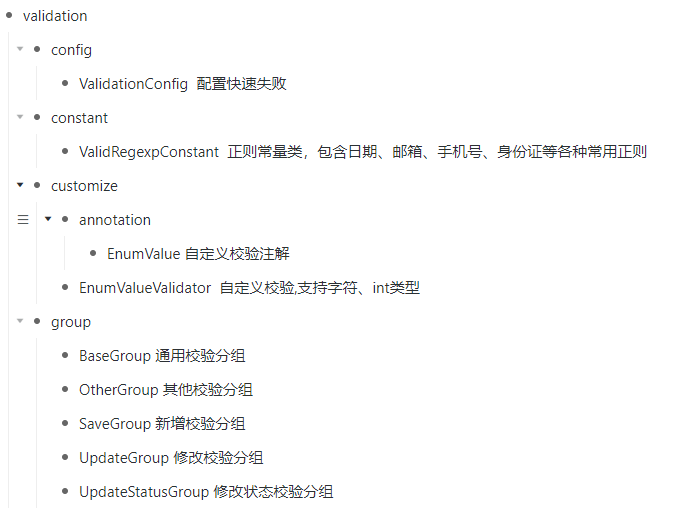 validation
config
ValidationConfig 配置快速失败
constant
ValidRegexpConstant 正则常量类，包含日期、邮箱、手机号、身份证等各种常用正则
customize
annotation
EnumValue 自定义校验注解
EnumValueValidator 自定义校验,支持字符、int类型
group
BaseGroup 通用校验分组
OtherGroup 其他校验分组
SaveGroup 新增校验分组
UpdateGroup 修改校验分组
UpdateStatusGroup 修改状态校验分组